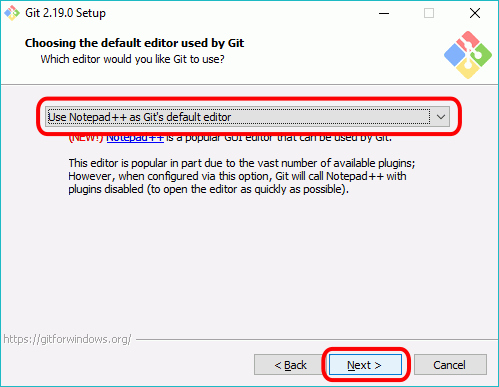 Git 2.19.0 Setup
Choosing the default editor used by Git
Which editor would you like Git to use?
Use Notepad++ as Git's default editor
(NEW!) Notepad++ is a popular GUI editor that can be used by Git.
This editor is popular in part due to the vast number of available plugins;
However, when configured via this option, Git will call Notepad++ with
plugins disabled (to open the editor as quickly as possible).
https://gitforwindows.org/
< Back
Next >
Cancel